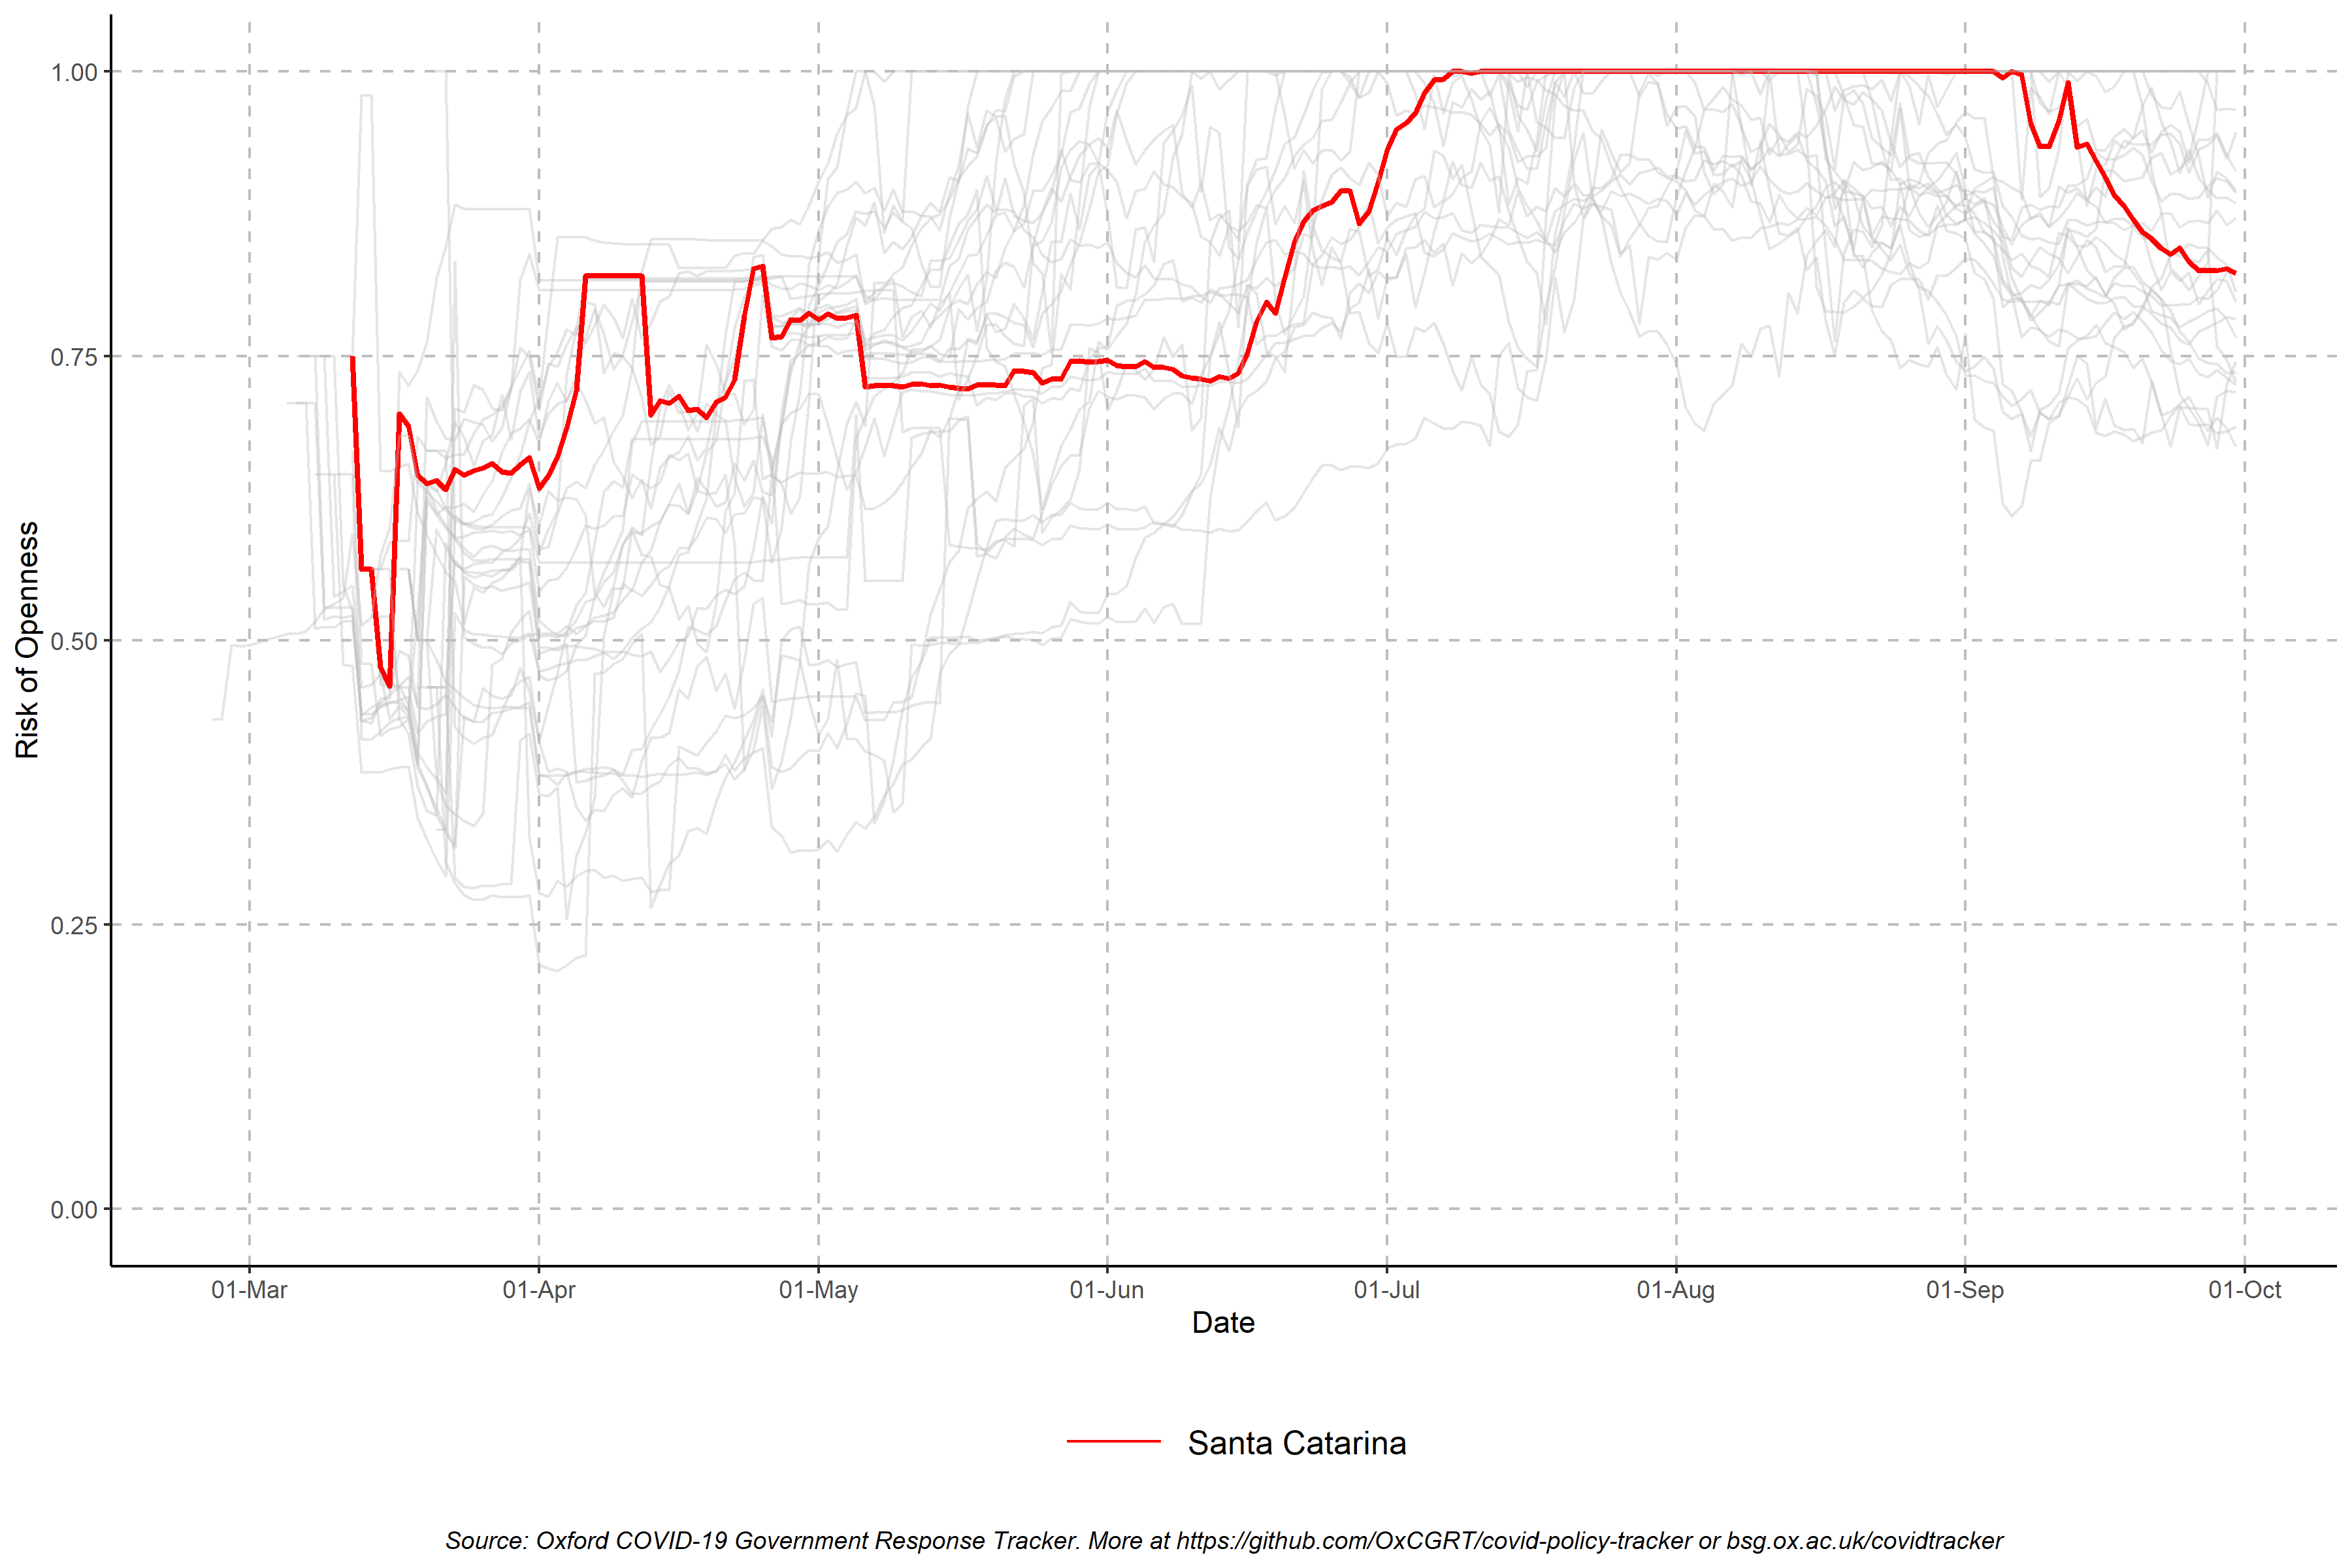 1.00
0.75
0.50
0.25
0.00
Risk of Openness
01-Mar 01-Apr 01-May 01-Jun 01-Jul 01-Aug 01-Sep 01-Oct
Date
Santa Catarina
Source: Oxford COVID-19 Government Response Tracker. More at https://github.com/OxCGRT/covid-policy-tracker or bsg.ox.ac.uk/covidtracker